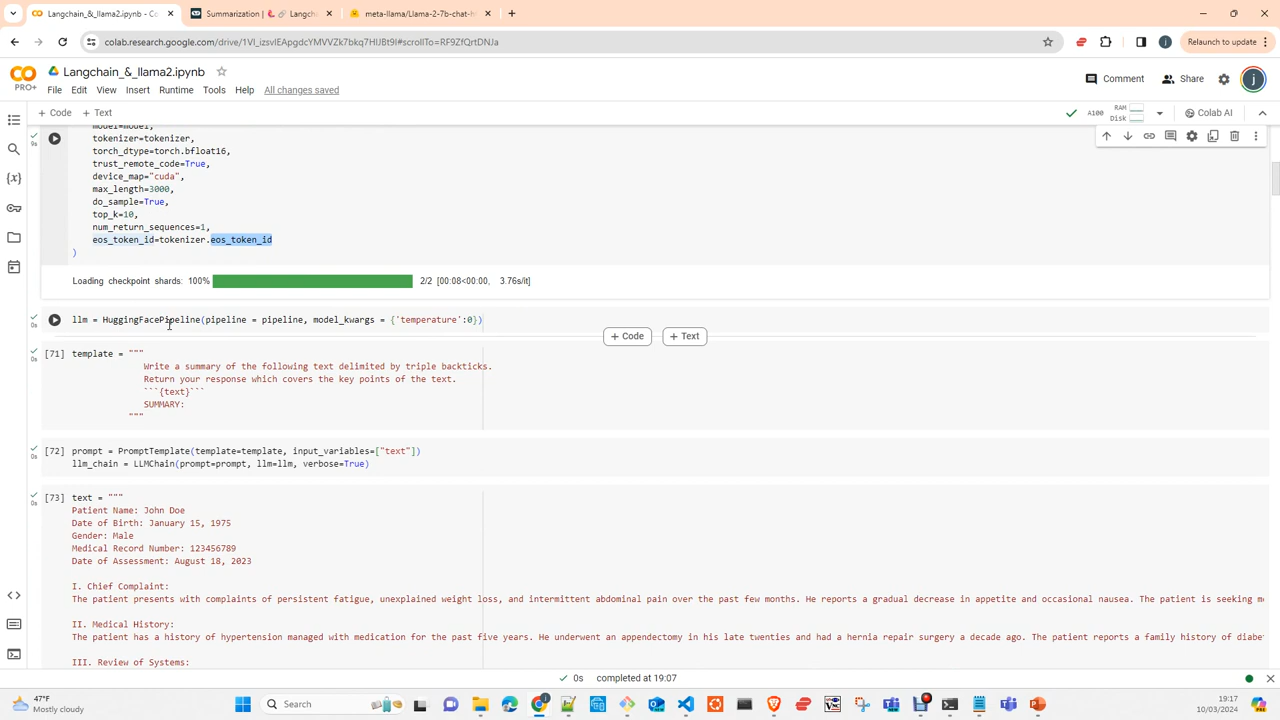 Langchain_&_llama2.ipynb - Co
Summarization | 🦜️🔗 Langch
meta-llama/Llama-2-7b-chat-h
colab.research.google.com/drive/1Vl_izsvlEApgdcYMVVZk7bkq7HlJBt9l#scrollTo=RF9ZfQrtDNJa
Relaunch to update
Langchain_&_llama2.ipynb
PRO+
File Edit View Insert Runtime Tools Help All changes saved
Comment Share
+ Code + Text
A100 RAM Disk Colab AI
model=model,
tokenizer=tokenizer,
torch_dtype=torch.bfloat16,
trust_remote_code=True,
device_map="cuda",
max_length=3000,
do_sample=True,
top_k=10,
num_return_sequences=1,
eos_token_id=tokenizer.eos_token_id
)
9s
Loading checkpoint shards: 100% 2/2 [00:08<00:00, 3.76s/it]
llm = HuggingFacePipeline(pipeline = pipeline, model_kwargs = {'temperature':0})
0s
+ Code + Text
[71] template = """
0s
Write a summary of the following text delimited by triple backticks.
Return your response which covers the key points of the text.
```{text}```
SUMMARY:
"""
[72] prompt = PromptTemplate(template=template, input_variables=["text"])
0s
llm_chain = LLMChain(prompt=prompt, llm=llm, verbose=True)
[73] text = """
0s
Patient Name: John Doe
Date of Birth: January 15, 1975
Gender: Male
Medical Record Number: 123456789
Date of Assessment: August 18, 2023
I. Chief Complaint:
The patient presents with complaints of persistent fatigue, unexplained weight loss, and intermittent abdominal pain over the past few months. He reports a gradual decrease in appetite and occasional nausea. The patient is seeking m
II. Medical History:
The patient has a history of hypertension managed with medication for the past five years. He underwent an appendectomy in his late twenties and had a hernia repair surgery a decade ago. The patient reports a family history of diabe
III. Review of Systems:
0s completed at 19:07
47°F
Mostly cloudy
Search
19:17
10/03/2024